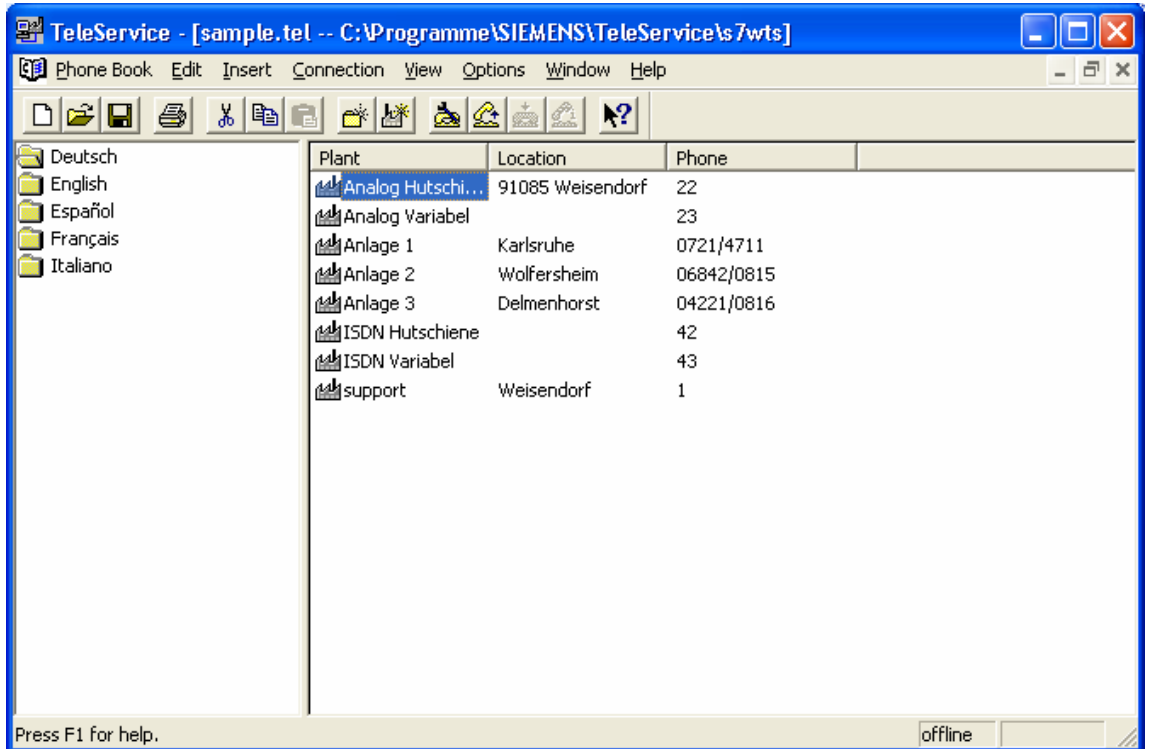 TeleService - [sample.tel -- C:\Programme\SIEMENS\TeleService\s7wts]
Phone Book Edit Insert Connection View Options Window Help
Deutsch
English
Español
Français
Italiano
Plant Location Phone
Analog Hutschi... 91085 Weisendorf 22
Analog Variabel 23
Anlage 1 Karlsruhe 0721/4711
Anlage 2 Wolfersheim 06842/0815
Anlage 3 Delmenhorst 04221/0816
ISDN Hutschiene 42
ISDN Variabel 43
support Weisendorf 1
Press F1 for help. offline